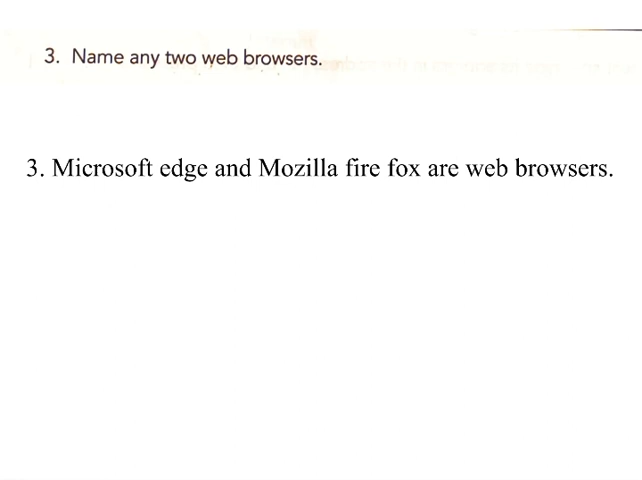 3. Name any two web browsers.
3. Microsoft edge and Mozilla fire fox are web browsers.